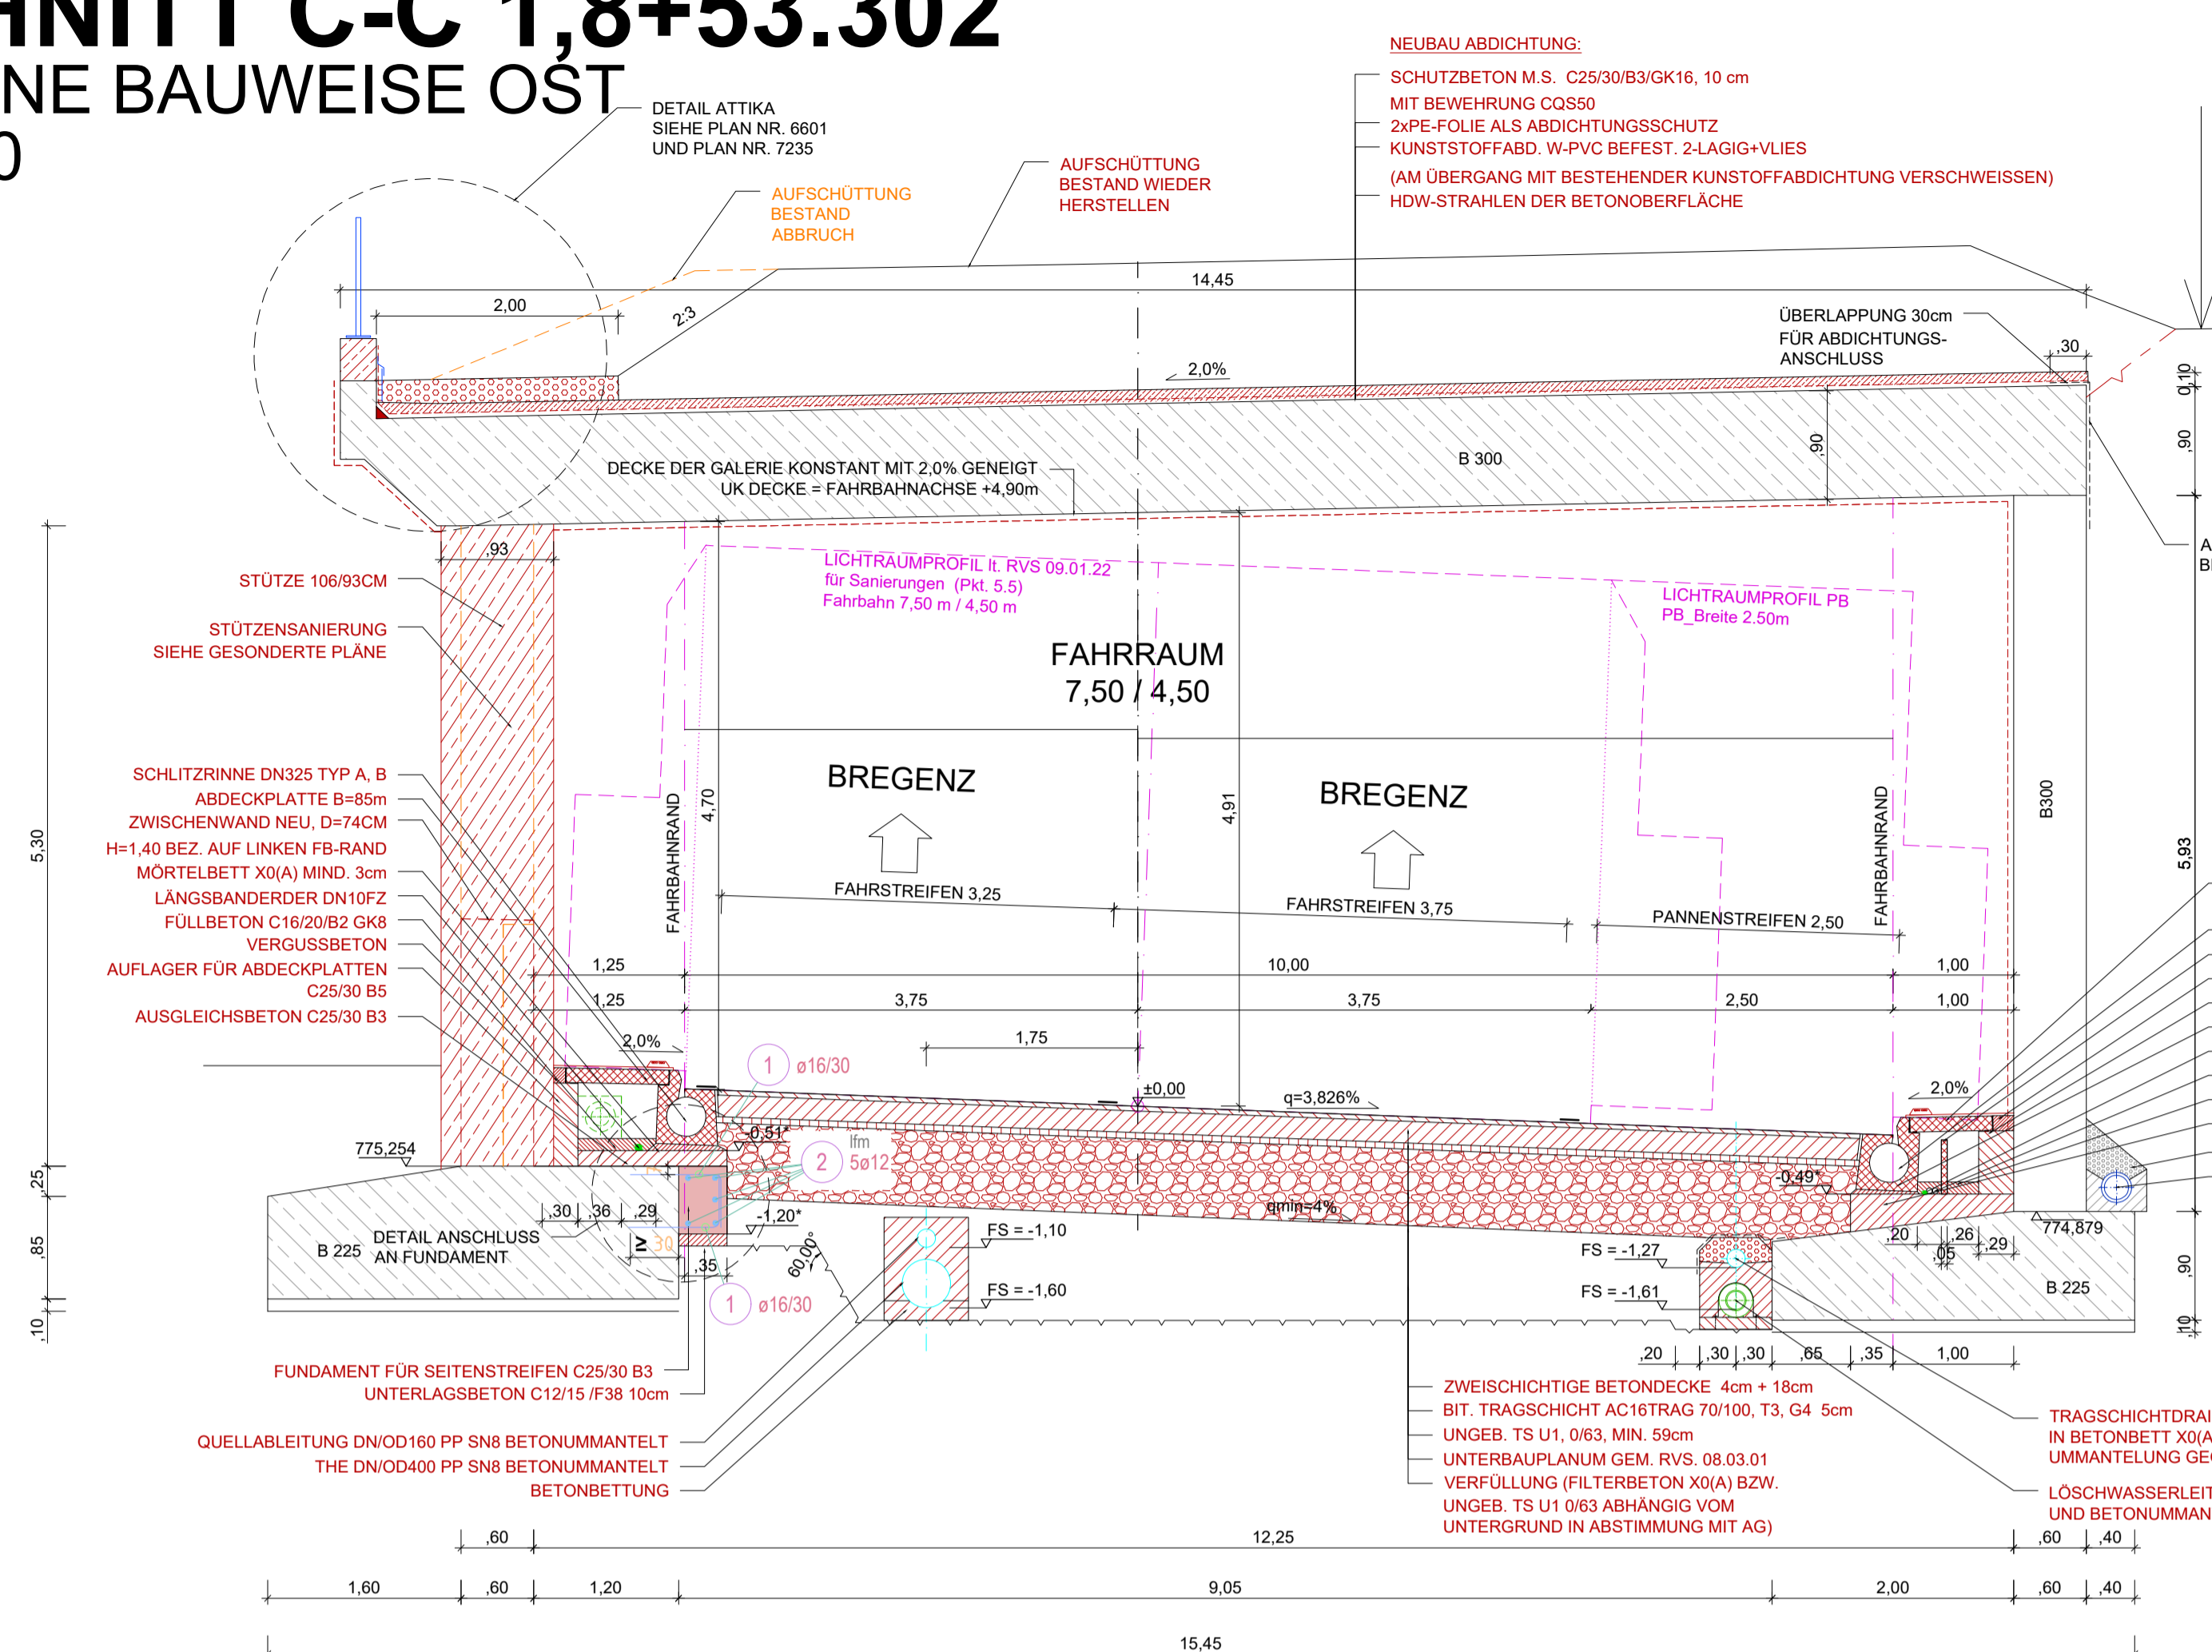 HNITT C-C 1,8+53.302
NE BAUWEISE OST
0
DETAIL ATTIKA
SIEHE PLAN NR. 6601
UND PLAN NR. 7235
AUFSCHÜTTUNG
BESTAND
ABBRUCH
AUFSCHÜTTUNG
BESTAND WIEDER
HERSTELLEN
NEUBAU ABDICHTUNG:
SCHUTZBETON M.S. C25/30/B3/GK16, 10 cm
MIT BEWEHRUNG CQS50
2xPE-FOLIE ALS ABDICHTUNGSSCHUTZ
KUNSTSTOFFABD. W-PVC BEFEST. 2-LAGIG+VLIES
(AM ÜBERGANG MIT BESTEHENDER KUNSTOFFABDICHTUNG VERSCHWEISSEN)
HDW-STRAHLEN DER BETONOBERFLÄCHE
14,45
2,00
2:3
2,0%
ÜBERLAPPUNG 30cm
FÜR ABDICHTUNGS-
ANSCHLUSS
,30
0,10
,90
,90
B 300
DECKE DER GALERIE KONSTANT MIT 2,0% GENEIGT
UK DECKE = FAHRBAHNACHSE +4,90m
,93
STÜTZE 106/93CM
STÜTZENSANIERUNG
SIEHE GESONDERTE PLÄNE
LICHTRAUMPROFIL lt. RVS 09.01.22
für Sanierungen (Pkt. 5.5)
Fahrbahn 7,50 m / 4,50 m
LICHTRAUMPROFIL PB
PB_Breite 2.50m
A
FAHRRAUM
7,50 / 4,50
BREGENZ
BREGENZ
FAHRBAHNRAND
4,70
4,91
FAHRBAHNRAND
B300
5,93
5,30
SCHLITZRINNE DN325 TYP A, B
ABDECKPLATTE B=85m
ZWISCHENWAND NEU, D=74CM
H=1,40 BEZ. AUF LINKEN FB-RAND
MÖRTELBETT X0(A) MIND. 3cm
LÄNGSBANDERDER DN10FZ
FÜLLBETON C16/20/B2 GK8
VERGUSSBETON
AUFLAGER FÜR ABDECKPLATTEN
C25/30 B5
AUSGLEICHSBETON C25/30 B3
FAHRSTREIFEN 3,25
FAHRSTREIFEN 3,75
PANNENSTREIFEN 2,50
1,25
10,00
1,00
1,25
3,75
3,75
2,50
1,00
1,75
2,0%
1 ø16/30
±0,00
q=3,826%
2,0%
-0,51*
lfm
2 5ø12
775,254
-0,49*
qmin=4%
774,879
,25
,85
,10
,30
,36
,29
-1,20*
DETAIL ANSCHLUSS
AN FUNDAMENT
B 225
≥ 30
,35
60,00°
1 ø16/30
FS = -1,10
FS = -1,60
FS = -1,27
FS = -1,61
,20
,05
,26
,29
B 225
,90
,10
,20
,30
,30
,65
,35
1,00
FUNDAMENT FÜR SEITENSTREIFEN C25/30 B3
UNTERLAGSBETON C12/15 /F38 10cm
QUELLABLEITUNG DN/OD160 PP SN8 BETONUMMANTELT
THE DN/OD400 PP SN8 BETONUMMANTELT
BETONBETTUNG
ZWEISCHICHTIGE BETONDECKE 4cm + 18cm
BIT. TRAGSCHICHT AC16TRAG 70/100, T3, G4 5cm
UNGEB. TS U1, 0/63, MIN. 59cm
UNTERBAUPLANUM GEM. RVS. 08.03.01
VERFÜLLUNG (FILTERBETON X0(A) BZW.
UNGEB. TS U1 0/63 ABHÄNGIG VOM
UNTERGRUND IN ABSTIMMUNG MIT AG)
TRAGSCHICHTDRAI
IN BETONBETT X0(A
UMMANTELUNG GE
LÖSCHWASSERLEIT
UND BETONUMMAN
,60
12,25
,60
,40
1,60
,60
1,20
9,05
2,00
,60
,40
15,45